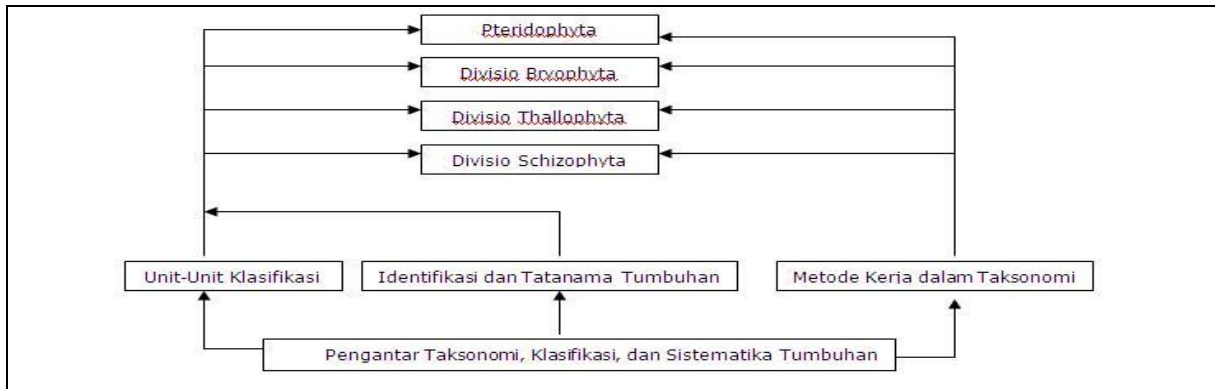 Pteridophyta
Divisio Bryophyta
Divisio Thallophyta
Divisio Schizophyta
Unit-Unit Klasifikasi
Identifikasi dan Tatanama Tumbuhan
Metode Kerja dalam Taksonomi
Pengantar Taksonomi, Klasifikasi, dan Sistematika Tumbuhan